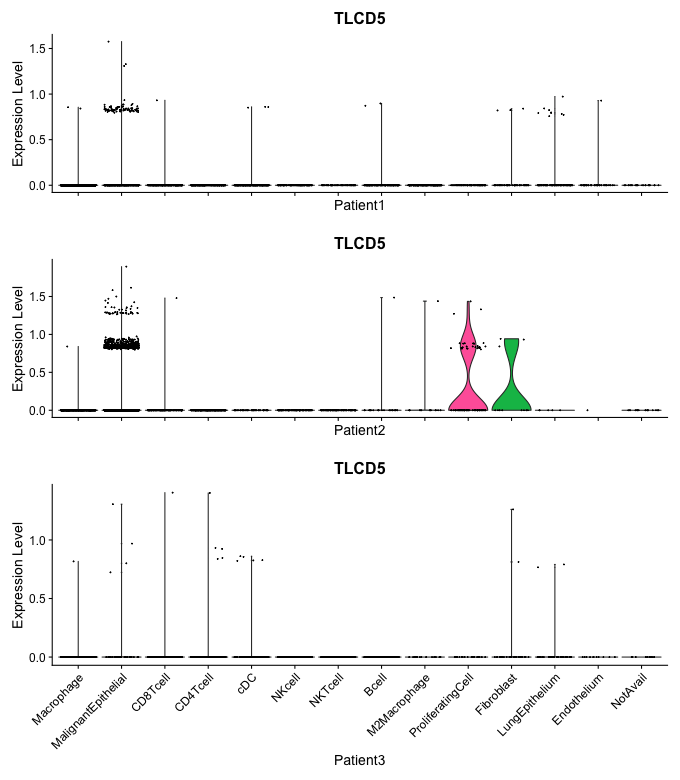 TLCD5
Expression Level
1.5
1.0
0.5
0.0
Patient1
TLCD5
Expression Level
1.5
1.0
0.5
0.0
Patient2
TLCD5
Expression Level
1.0
0.5
0.0
Macrophage
MalignantEpithelial
CD8Tcell
CD4Tcell
cDC
NKcell
NKTcell
Bcell
M2Macrophage
ProliferatingCell
Fibroblast
LungEpithelium
Endothelium
NotAvail
Patient3